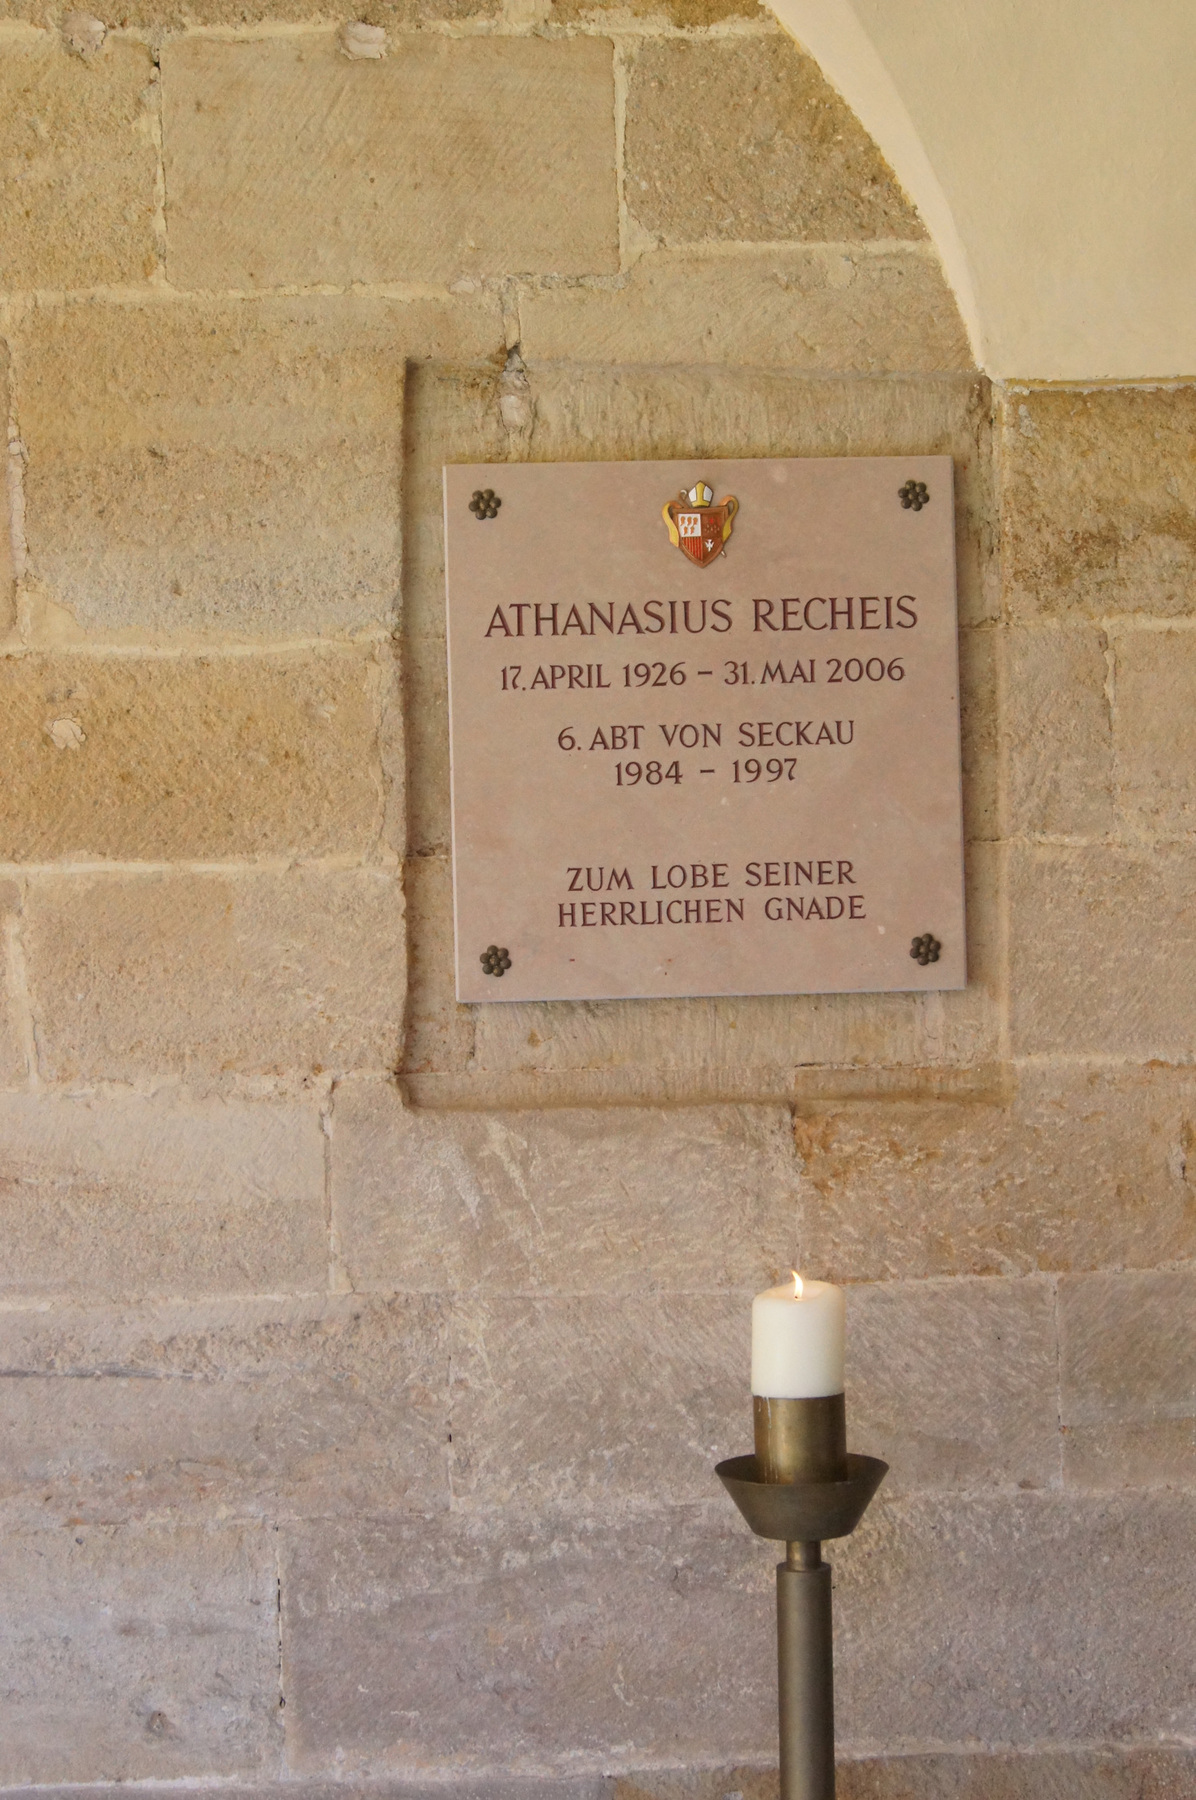 ATHANASIUS RECHEIS
17. APRIL 1926 – 31. MAI 2006
6. ABT VON SECKAU
1984 – 1997
ZUM LOBE SEINER
HERRLICHEN GNADE